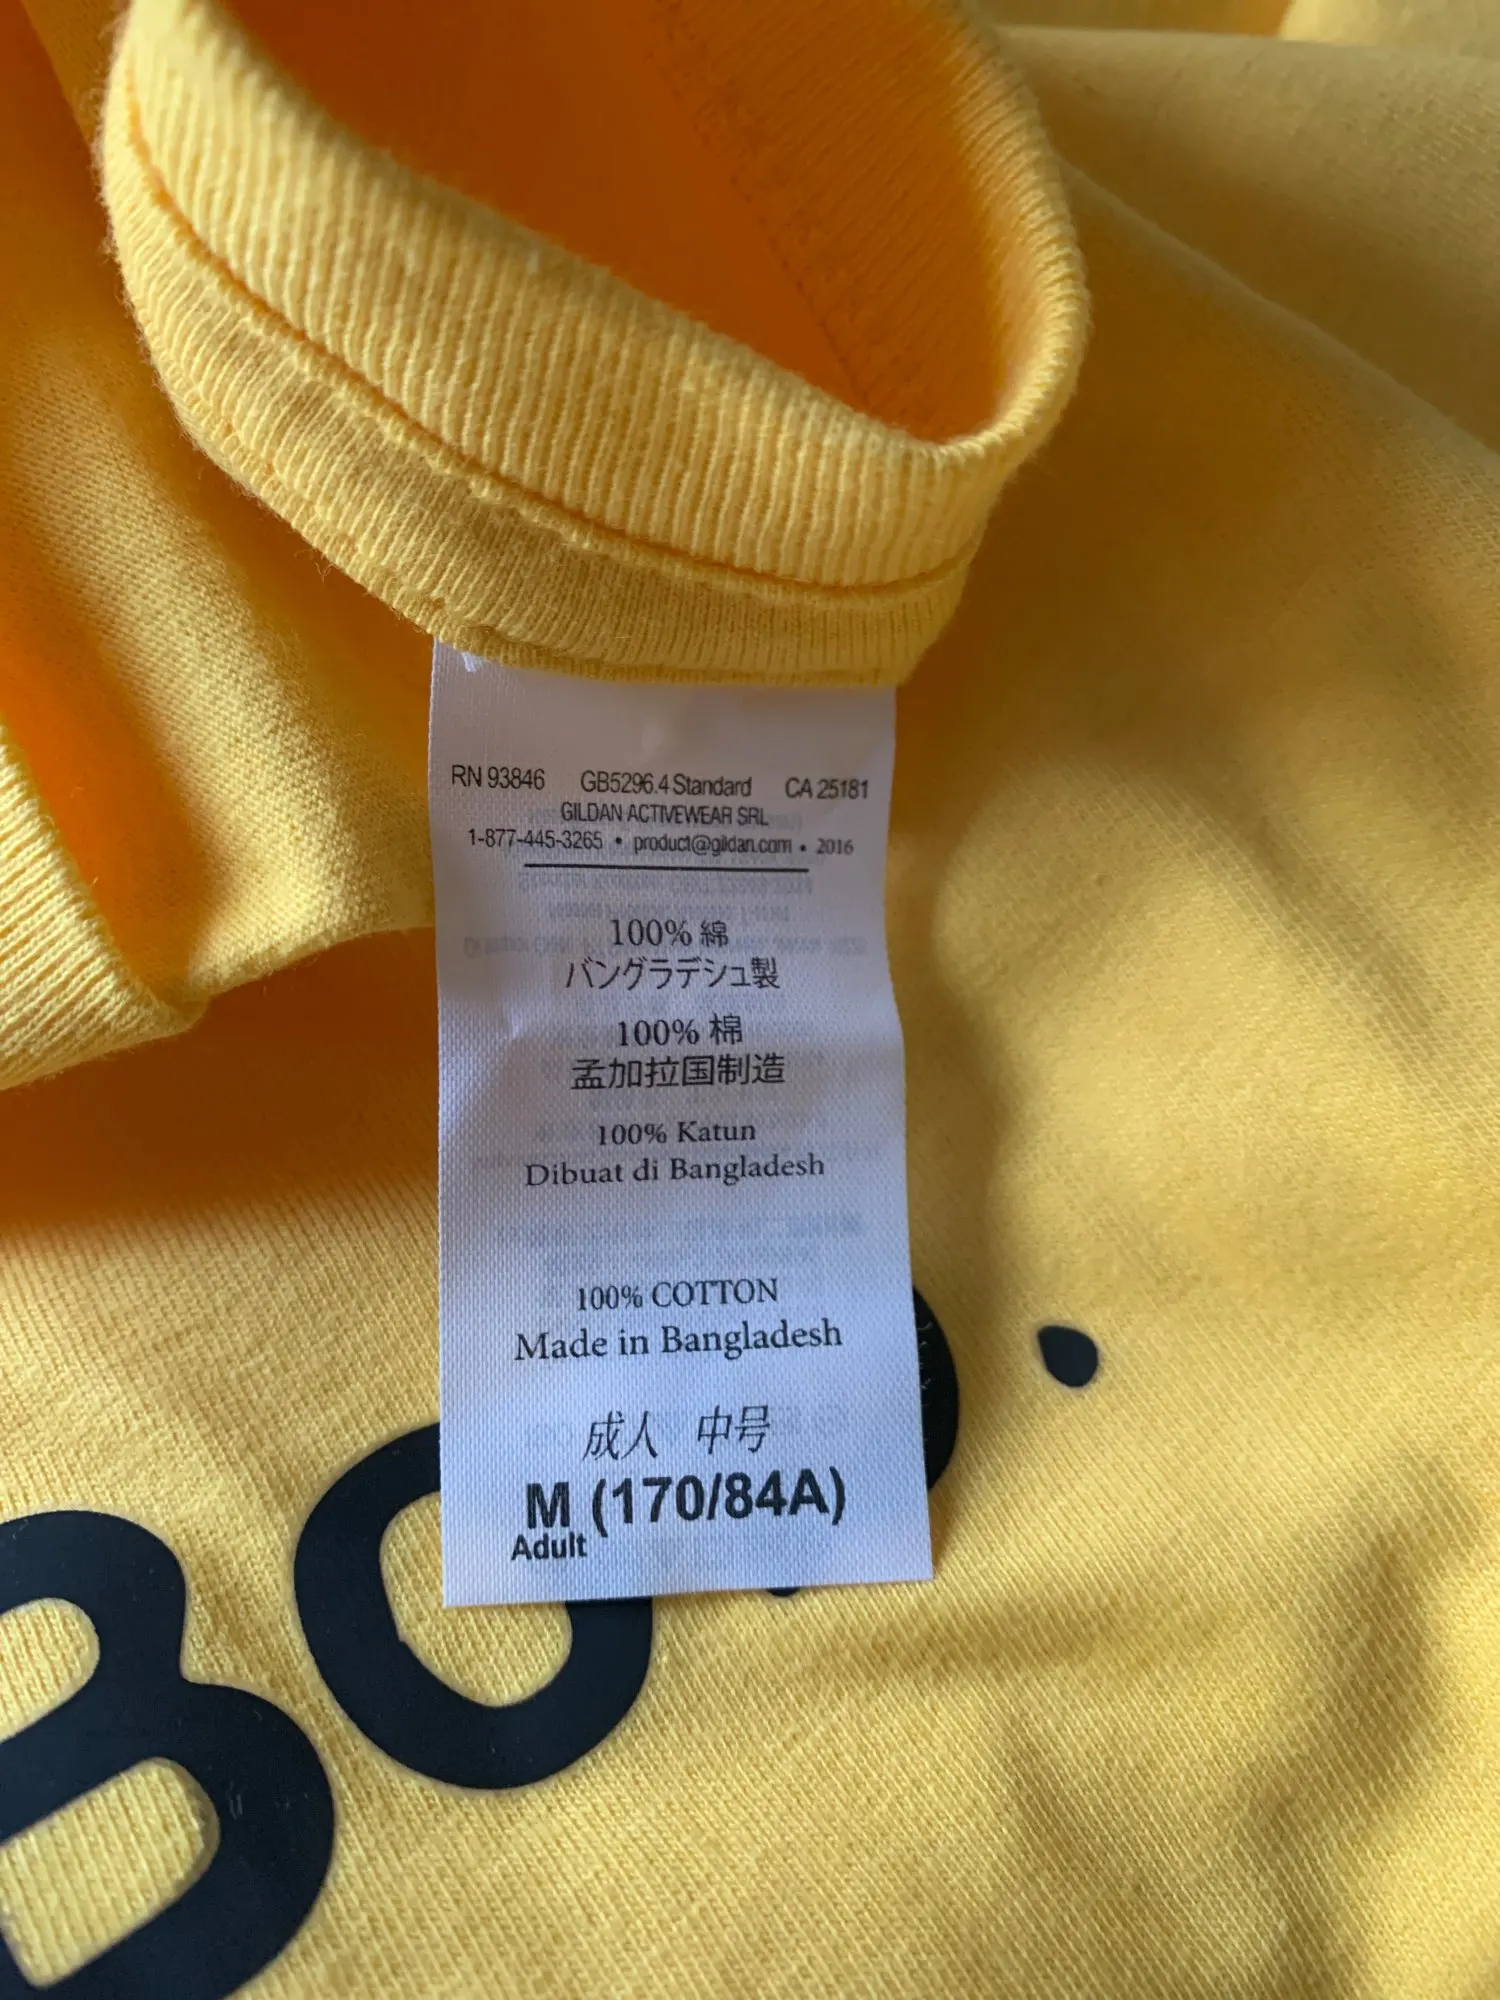 RN 93846 GB5296.4 Standard CA 25181
GILDAN ACTIVEWEAR SRL
1-877-445-3265 • product@gildan.com • 2016
100% 綿
バングラデシュ製
100% 棉
孟加拉国制造
100% Katun
Dibuat di Bangladesh
100% COTTON
Made in Bangladesh
成人 中号
M (170/84A)
Adult
BO